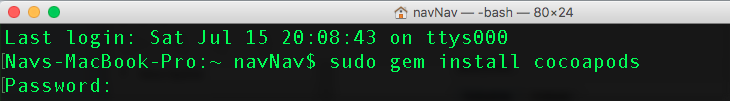 navNav — -bash — 80×24
Last login: Sat Jul 15 20:08:43 on ttys000
[Navs-MacBook-Pro:~ navNav$ sudo gem install cocoapods
[Password: